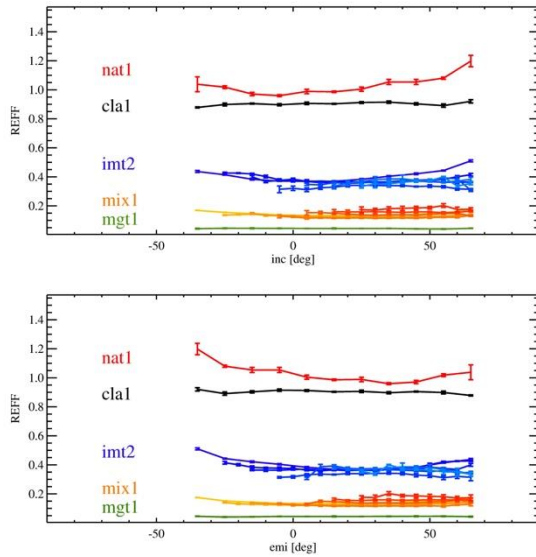 1.4
1.2
nat1
1.0
cla1
REFF
0.8
0.6
imt2
0.4
mix1
0.2
mgt1
-50 0 50
inc [deg]
1.4
1.2
nat1
1.0
cla1
REFF
0.8
0.6
imt2
0.4
mix1
0.2
mgt1
-50 0 50
emi [deg]